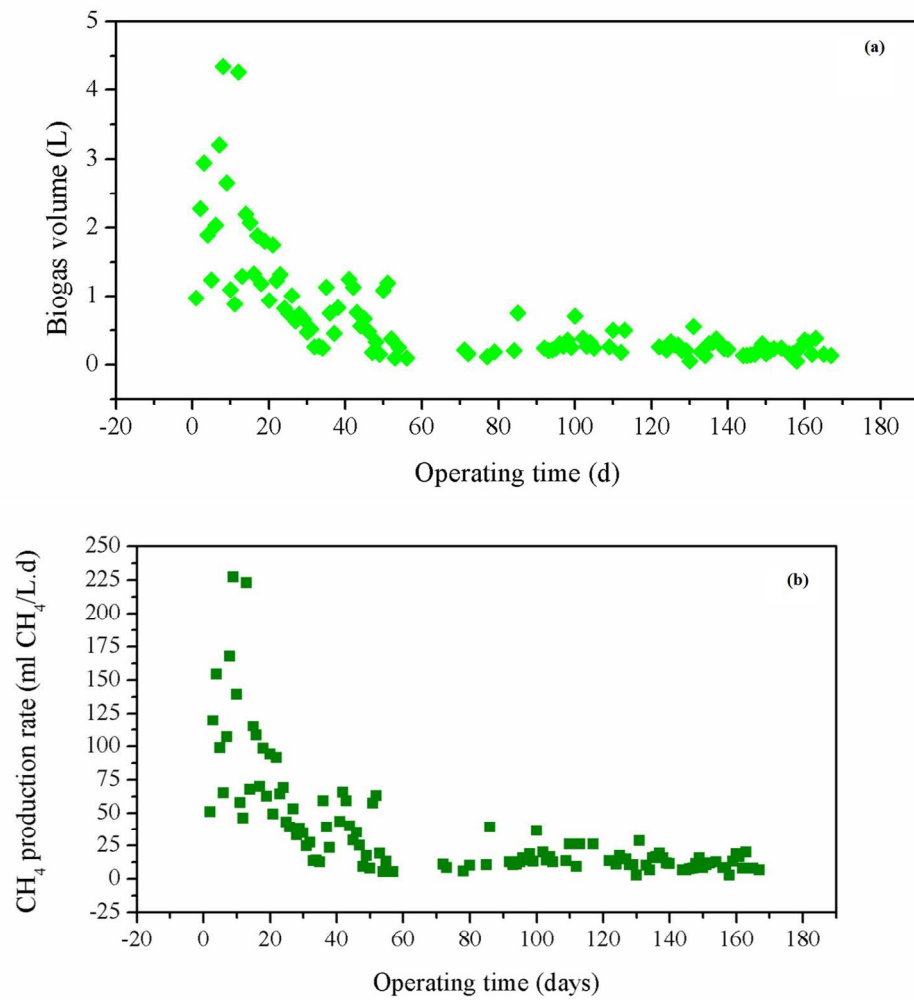 (a)
5
4
3
2
1
0
Biogas volume (L)
-20 0 20 40 60 80 100 120 140 160 180
Operating time (d)
(b)
250
225
200
175
150
125
100
75
50
25
0
-25
CH₄ production rate (ml CH₄/L.d)
-20 0 20 40 60 80 100 120 140 160 180
Operating time (days)